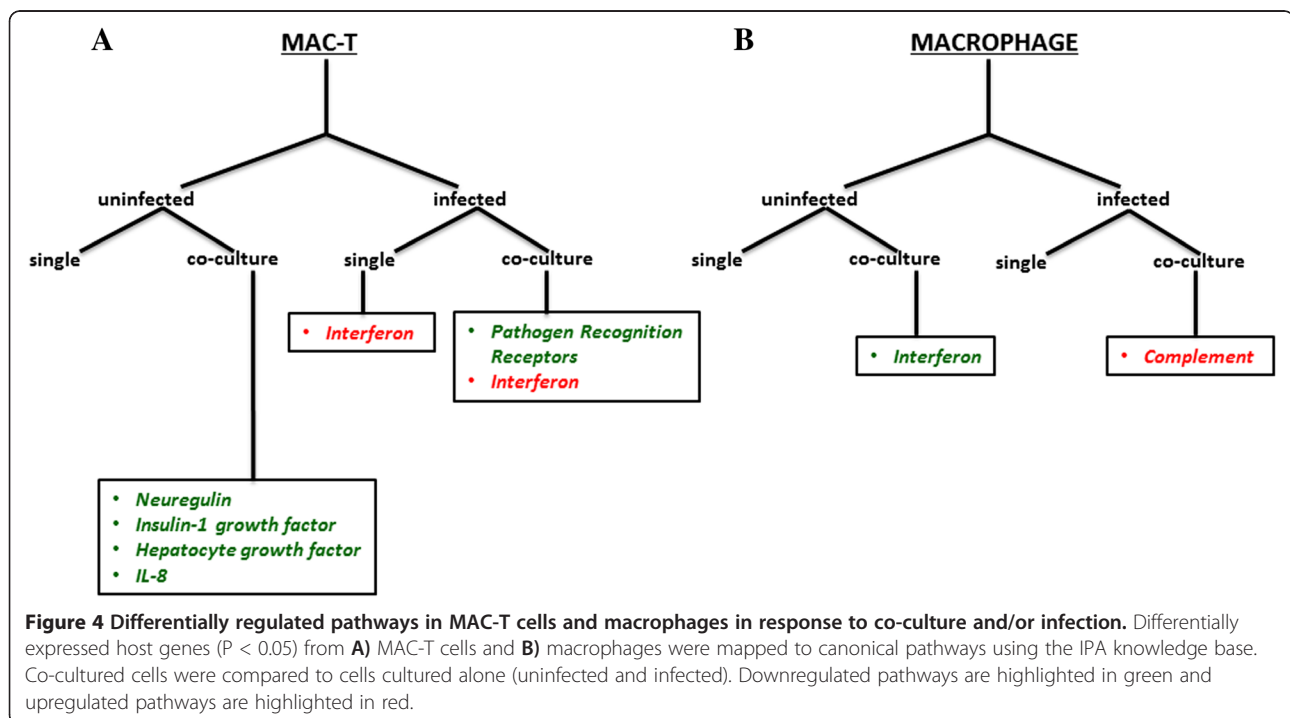 A
MAC-T
uninfected
infected
single
co-culture
single
co-culture
• Interferon
• Pathogen Recognition
Receptors
• Interferon
• Neuregulin
• Insulin-1 growth factor
• Hepatocyte growth factor
• IL-8
B
MACROPHAGE
uninfected
infected
single
co-culture
single
co-culture
• Interferon
• Complement
Figure 4 Differentially regulated pathways in MAC-T cells and macrophages in response to co-culture and/or infection. Differentially
expressed host genes (P < 0.05) from A) MAC-T cells and B) macrophages were mapped to canonical pathways using the IPA knowledge base.
Co-cultured cells were compared to cells cultured alone (uninfected and infected). Downregulated pathways are highlighted in green and
upregulated pathways are highlighted in red.